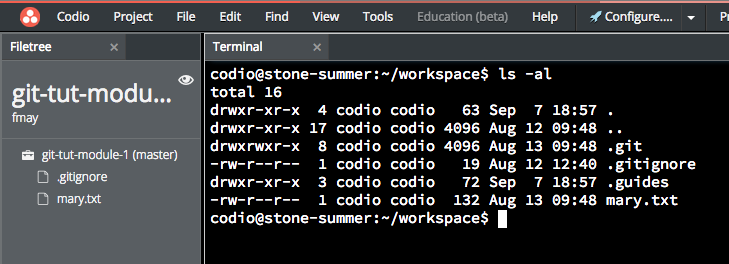 Codio Project File Edit Find View Tools Education (beta) Help Configure....
Filetree
git-tut-modu...
fmay
git-tut-module-1 (master)
.gitignore
mary.txt
Terminal
codio@stone-summer:~/workspace$ ls -al
total 16
drwxr-xr-x 4 codio codio 63 Sep 7 18:57 .
drwxr-xr-x 17 codio codio 4096 Aug 12 09:48 ..
drwxrwxr-x 8 codio codio 4096 Aug 13 09:48 .git
-rw-r--r-- 1 codio codio 19 Aug 12 12:40 .gitignore
drwxr-xr-x 3 codio codio 72 Sep 7 18:57 .guides
-rw-r--r-- 1 codio codio 132 Aug 13 09:48 mary.txt
codio@stone-summer:~/workspace$